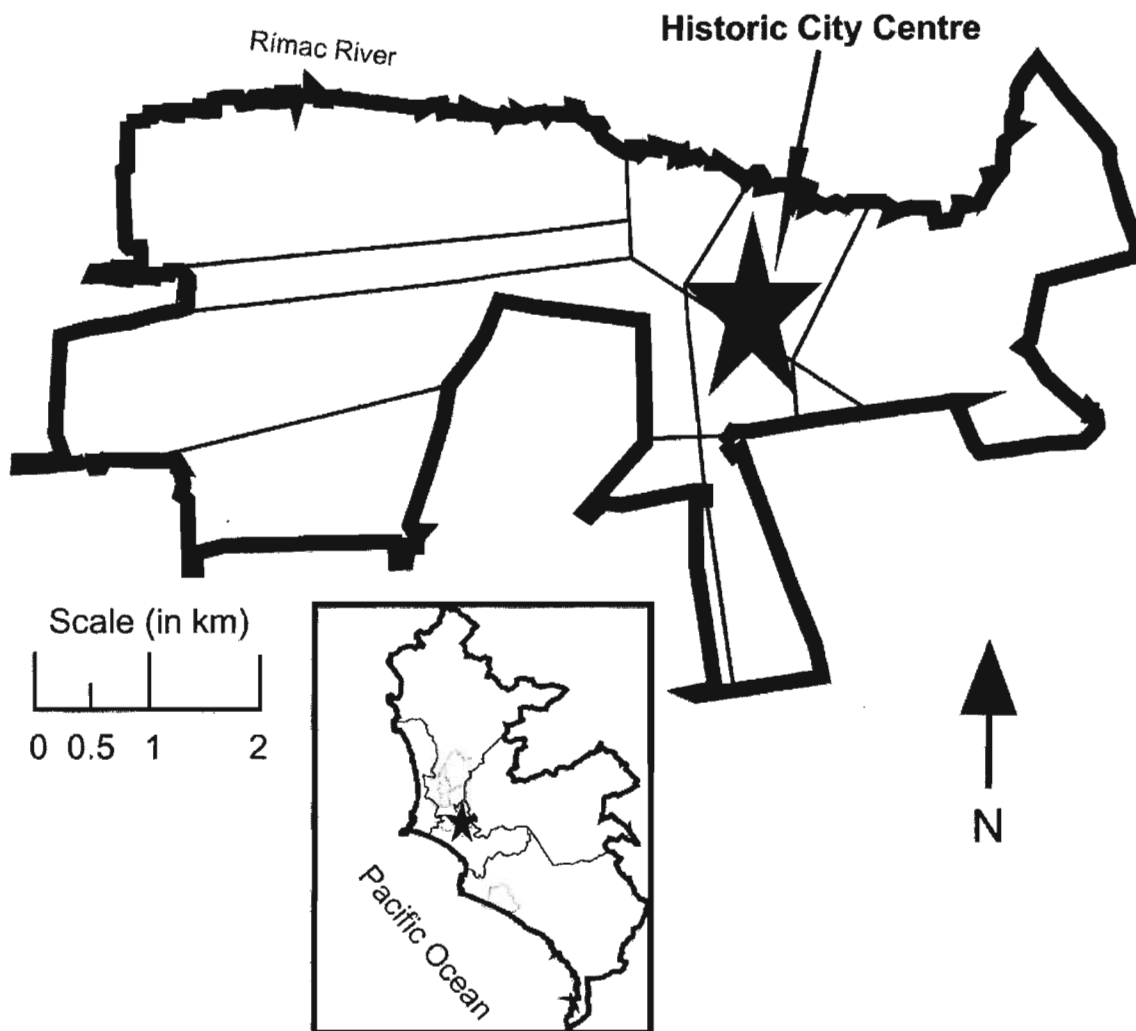 Rímac River
Historic City Centre
Scale (in km)
0 0.5 1 2
Pacific Ocean
N